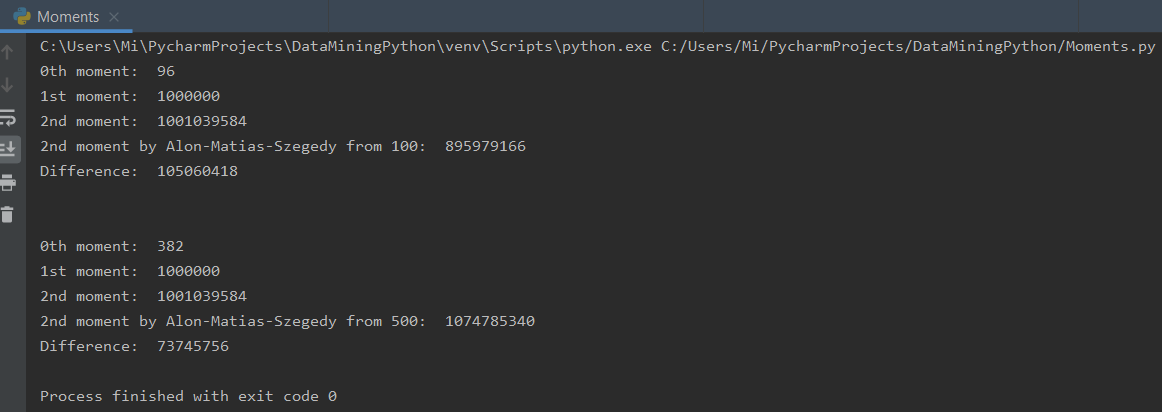 Moments
C:\Users\Mi\PycharmProjects\DataMiningPython\venv\Scripts\python.exe C:/Users/Mi/PycharmProjects/DataMiningPython/Moments.py
0th moment:  96
1st moment:  1000000
2nd moment:  1001039584
2nd moment by Alon-Matias-Szegedy from 100:  895979166
Difference:  105060418
0th moment:  382
1st moment:  1000000
2nd moment:  1001039584
2nd moment by Alon-Matias-Szegedy from 500:  1074785340
Difference:  73745756
Process finished with exit code 0